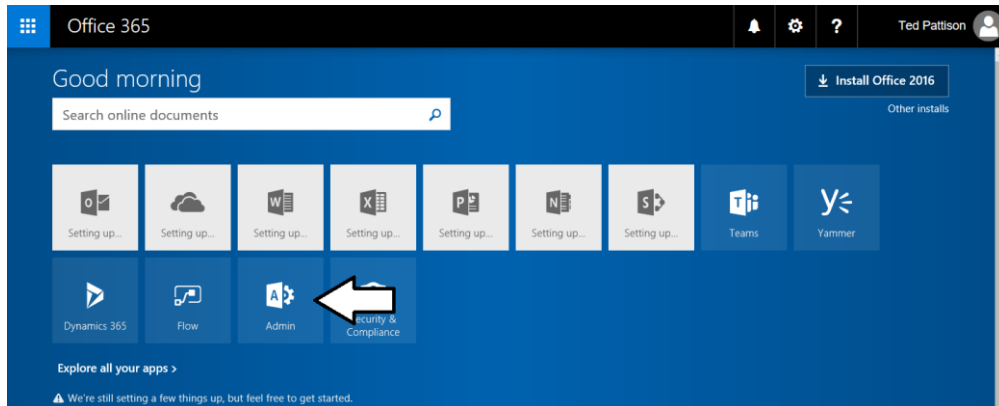 Office 365
?
Ted Pattison
Good morning
Install Office 2016
Search online documents
Other installs
Setting up...
Setting up...
Setting up...
Setting up...
Setting up...
Setting up...
Setting up...
Teams
Yammer
Dynamics 365
Flow
Admin
Security &
Compliance
Explore all your apps >
We're still setting a few things up, but feel free to get started.